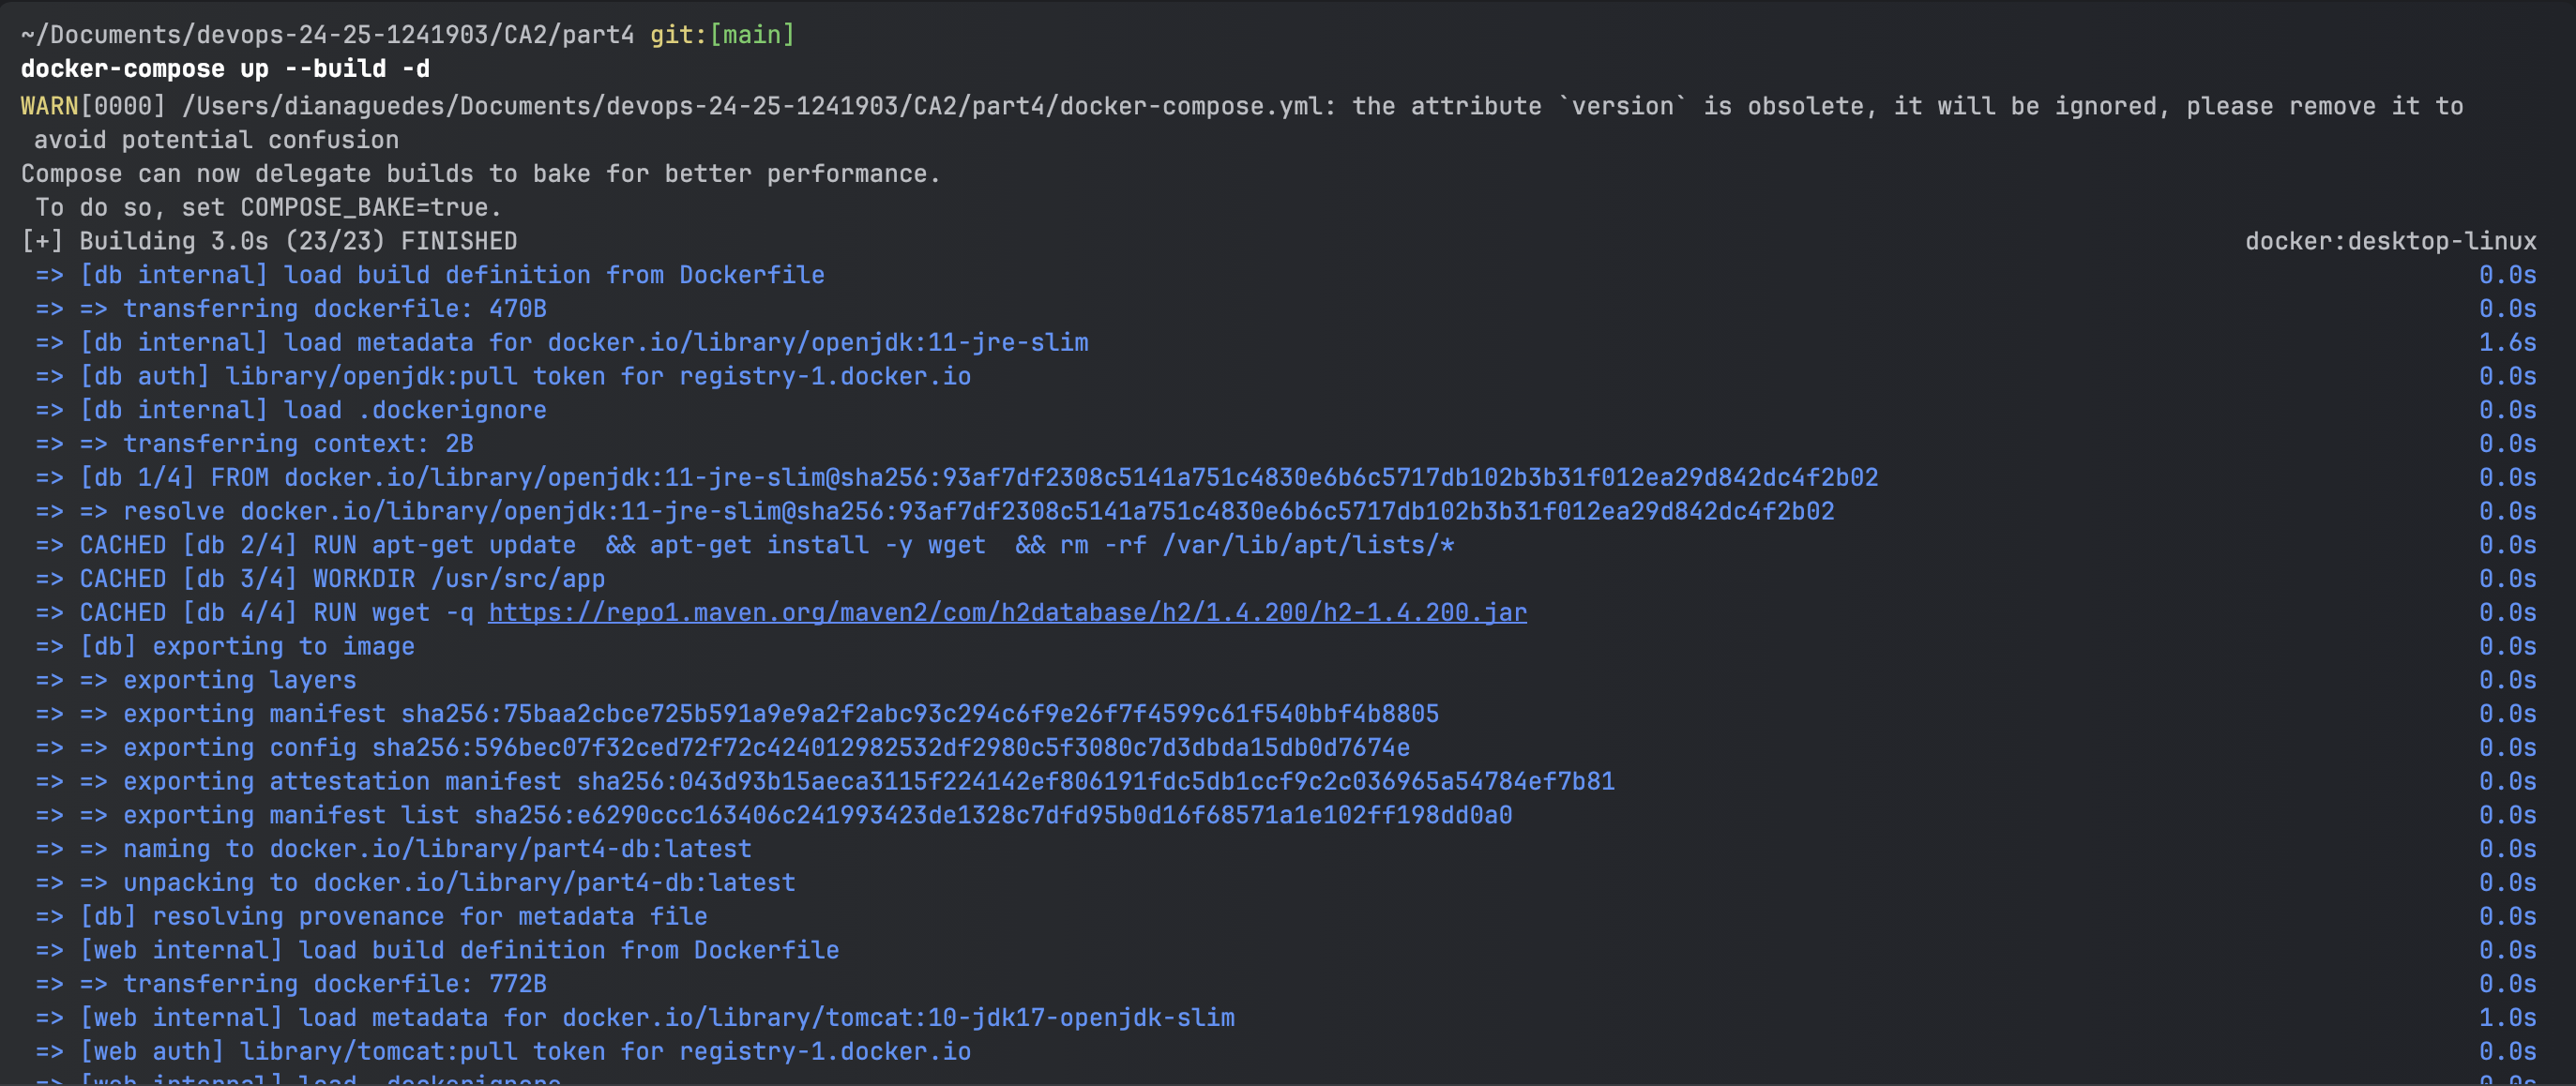 ~/Documents/devops-24-25-1241903/CA2/part4 git:[main]
docker-compose up --build -d
WARN[0000] /Users/dianaguedes/Documents/devops-24-25-1241903/CA2/part4/docker-compose.yml: the attribute `version` is obsolete, it will be ignored, please remove it to
avoid potential confusion
Compose can now delegate builds to bake for better performance.
To do so, set COMPOSE_BAKE=true.
[+] Building 3.0s (23/23) FINISHED docker:desktop-linux
=> [db internal] load build definition from Dockerfile 0.0s
=> => transferring dockerfile: 470B 0.0s
=> [db internal] load metadata for docker.io/library/openjdk:11-jre-slim 1.6s
=> [db auth] library/openjdk:pull token for registry-1.docker.io 0.0s
=> [db internal] load .dockerignore 0.0s
=> => transferring context: 2B 0.0s
=> [db 1/4] FROM docker.io/library/openjdk:11-jre-slim@sha256:93af7df2308c5141a751c4830e6b6c5717db102b3b31f012ea29d842dc4f2b02 0.0s
=> => resolve docker.io/library/openjdk:11-jre-slim@sha256:93af7df2308c5141a751c4830e6b6c5717db102b3b31f012ea29d842dc4f2b02 0.0s
=> CACHED [db 2/4] RUN apt-get update  && apt-get install -y wget  && rm -rf /var/lib/apt/lists/* 0.0s
=> CACHED [db 3/4] WORKDIR /usr/src/app 0.0s
=> CACHED [db 4/4] RUN wget -q https://repo1.maven.org/maven2/com/h2database/h2/1.4.200/h2-1.4.200.jar 0.0s
=> [db] exporting to image 0.0s
=> => exporting layers 0.0s
=> => exporting manifest sha256:75baa2cbce725b591a9e9a2f2abc93c294c6f9e26f7f4599c61f540bbf4b8805 0.0s
=> => exporting config sha256:596bec07f32ced72f72c424012982532df2980c5f3080c7d3dbda15db0d7674e 0.0s
=> => exporting attestation manifest sha256:043d93b15aeca3115f224142ef806191fdc5db1ccf9c2c036965a54784ef7b81 0.0s
=> => exporting manifest list sha256:e6290ccc163406c241993423de1328c7dfd95b0d16f68571a1e102ff198dd0a0 0.0s
=> => naming to docker.io/library/part4-db:latest 0.0s
=> => unpacking to docker.io/library/part4-db:latest 0.0s
=> [db] resolving provenance for metadata file 0.0s
=> [web internal] load build definition from Dockerfile 0.0s
=> => transferring dockerfile: 772B 0.0s
=> [web internal] load metadata for docker.io/library/tomcat:10-jdk17-openjdk-slim 1.0s
=> [web auth] library/tomcat:pull token for registry-1.docker.io 0.0s
=> [web internal] load .dockerignore 0.0s